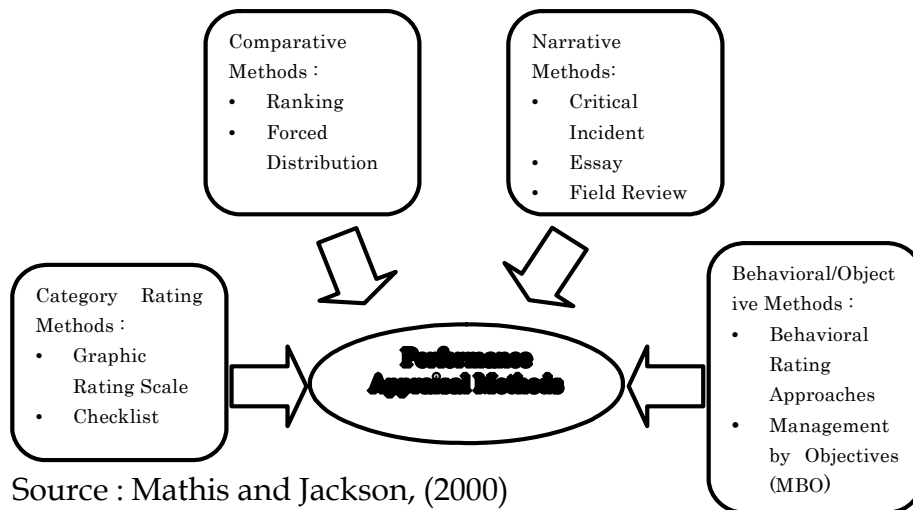 Comparative
Methods :
• Ranking
• Forced
Distribution
Narrative
Methods:
• Critical
Incident
• Essay
• Field Review
Category Rating
Methods :
• Graphic
Rating Scale
• Checklist
Performance
Appraisal Methods
Behavioral/Object
ive Methods :
• Behavioral
Rating
Approaches
• Management
by Objectives
(MBO)
Source : Mathis and Jackson, (2000)